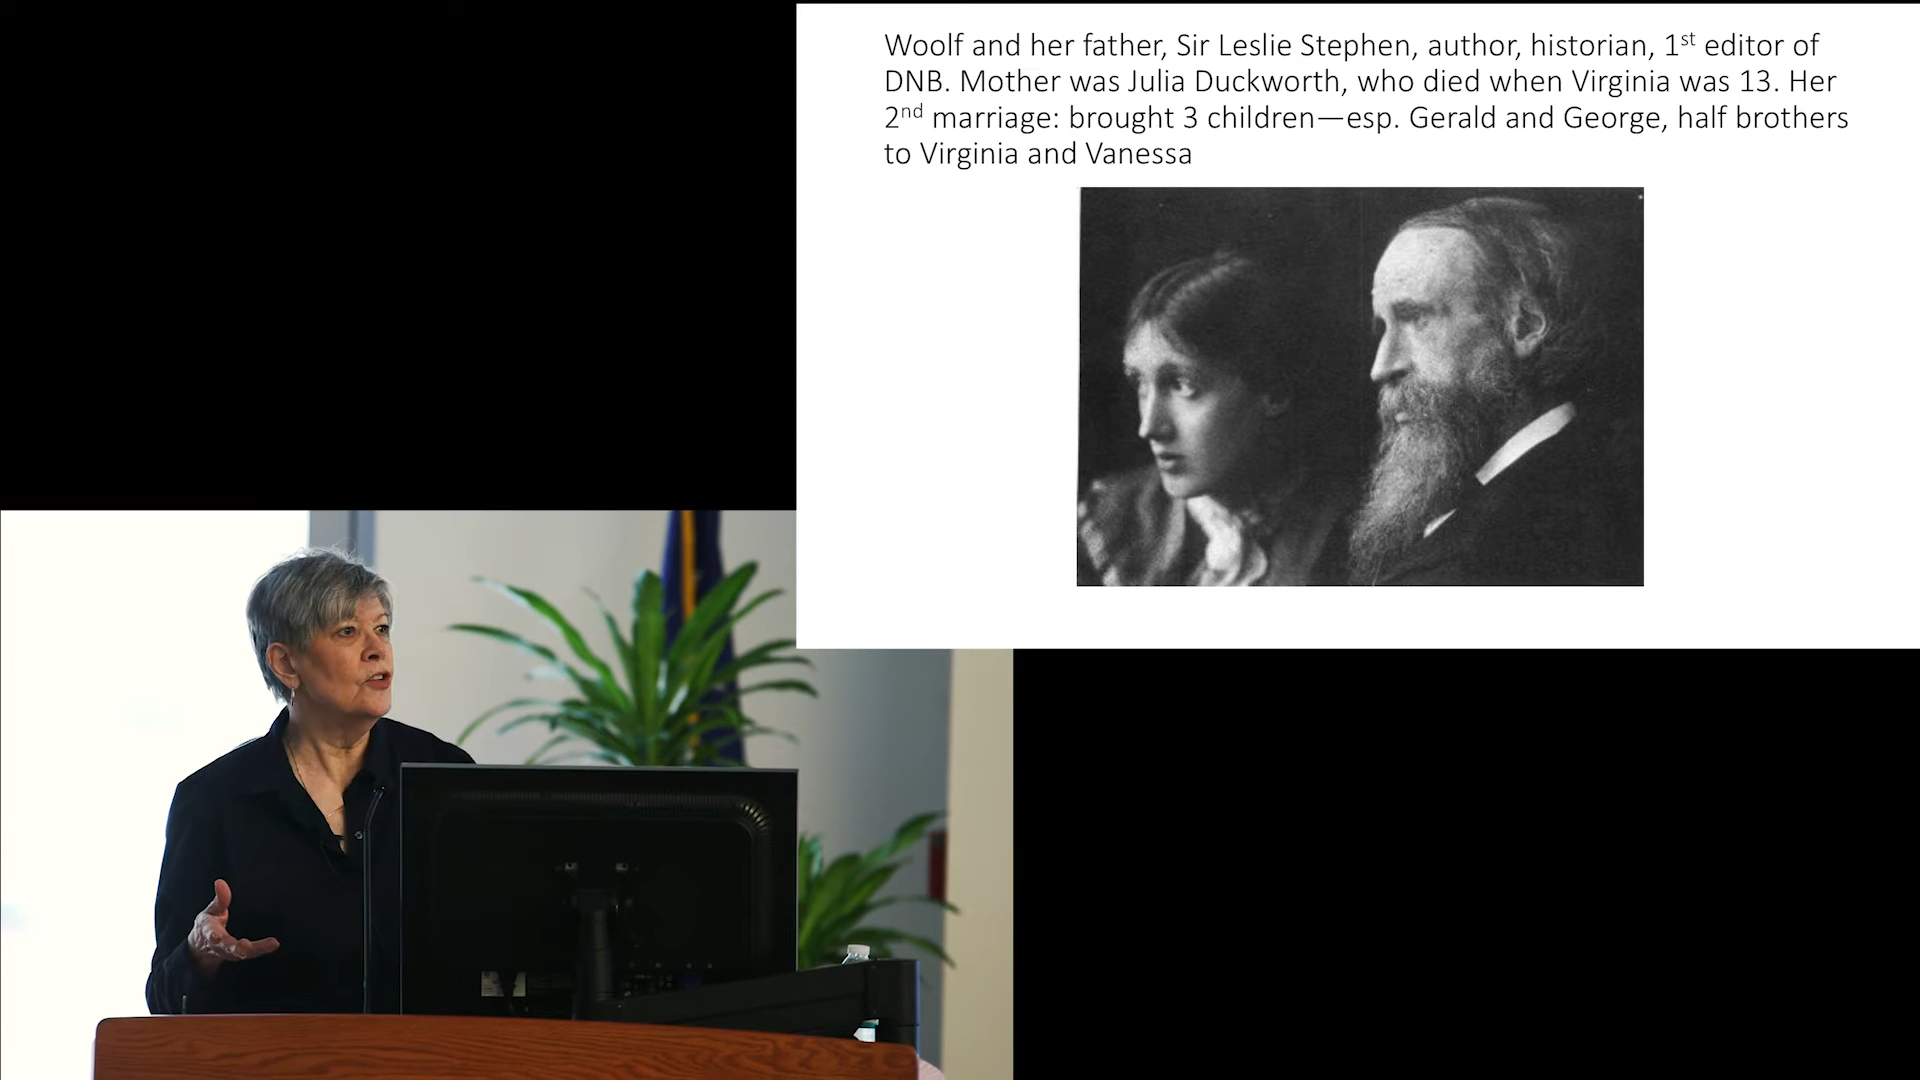 Woolf and her father, Sir Leslie Stephen, author, historian, 1st editor of
DNB. Mother was Julia Duckworth, who died when Virginia was 13. Her
2nd marriage: brought 3 children—esp. Gerald and George, half brothers
to Virginia and Vanessa